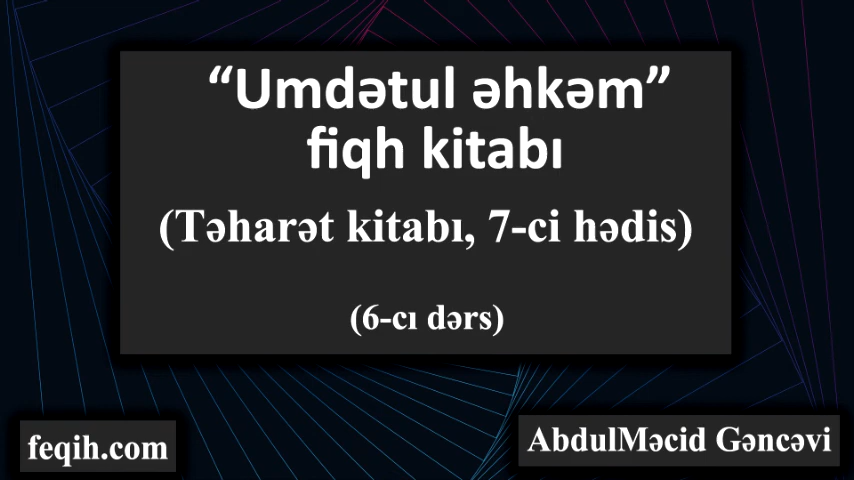 “Umdətul əhkəm”
fiqh kitabı
(Təharət kitabı, 7-ci hədis)
(6-cı dərs)
feqih.com
AbdulMəcid Gəncəvi